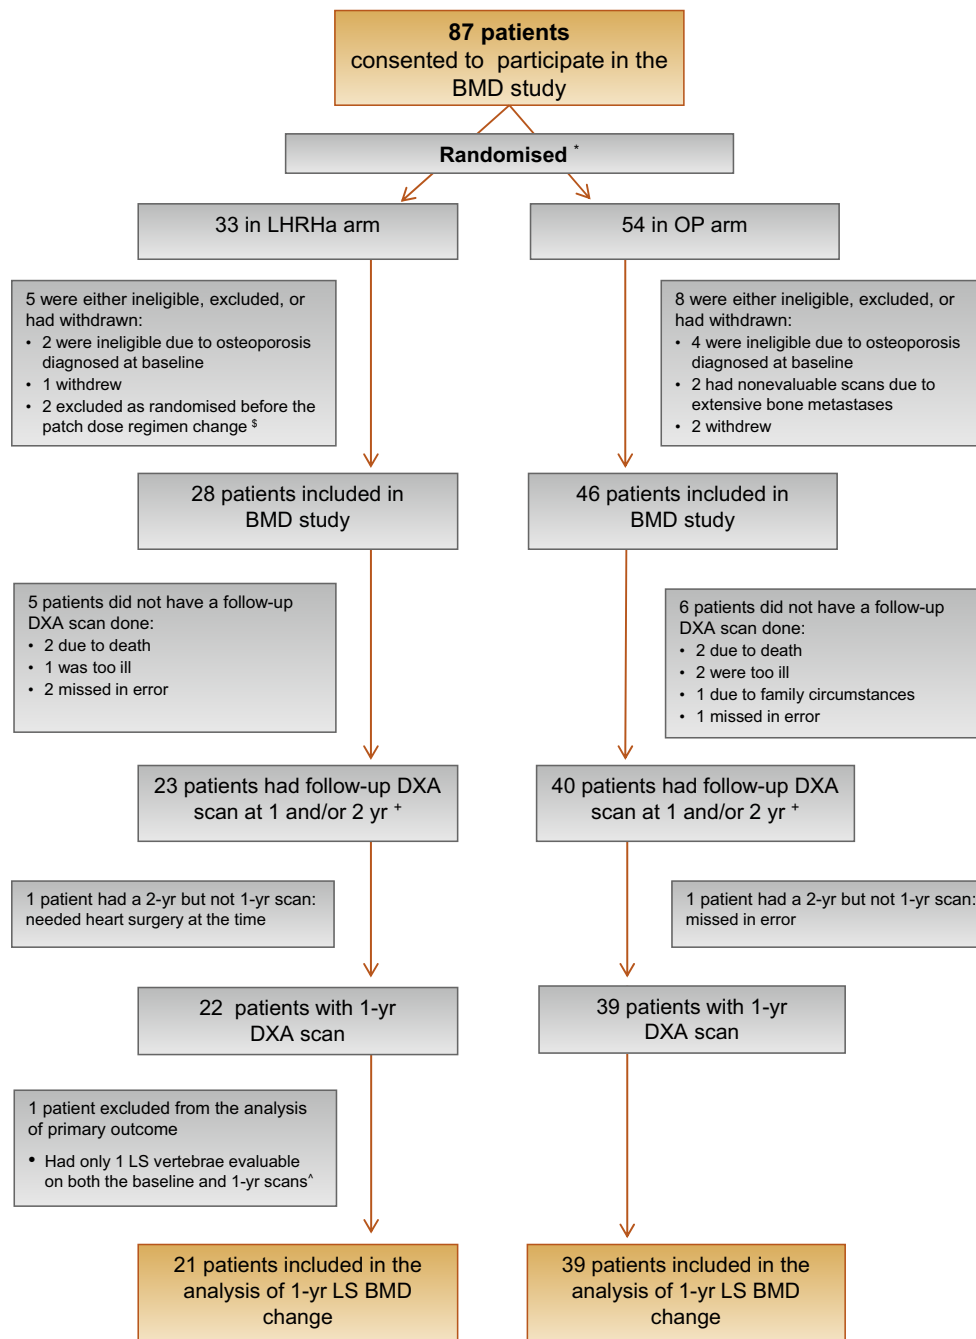 87 patients
consented to participate in the
BMD study
Randomised *
33 in LHRHa arm
54 in OP arm
5 were either ineligible, excluded, or
had withdrawn:
• 2 were ineligible due to osteoporosis
diagnosed at baseline
• 1 withdrew
• 2 excluded as randomised before the
patch dose regimen change $
8 were either ineligible, excluded, or
had withdrawn:
• 4 were ineligible due to osteoporosis
diagnosed at baseline
• 2 had nonevaluable scans due to
extensive bone metastases
• 2 withdrew
28 patients included in
BMD study
46 patients included in
BMD study
5 patients did not have a follow-up
DXA scan done:
• 2 due to death
• 1 was too ill
• 2 missed in error
6 patients did not have a follow-up
DXA scan done:
• 2 due to death
• 2 were too ill
• 1 due to family circumstances
• 1 missed in error
23 patients had follow-up DXA
scan at 1 and/or 2 yr +
40 patients had follow-up DXA
scan at 1 and/or 2 yr +
1 patient had a 2-yr but not 1-yr scan:
needed heart surgery at the time
1 patient had a 2-yr but not 1-yr scan:
missed in error
22 patients with 1-yr
DXA scan
39 patients with 1-yr
DXA scan
1 patient excluded from the analysis
of primary outcome
• Had only 1 LS vertebrae evaluable
on both the baseline and 1-yr scans^
21 patients included in the
analysis of 1-yr LS BMD
change
39 patients included in the
analysis of 1-yr LS BMD
change